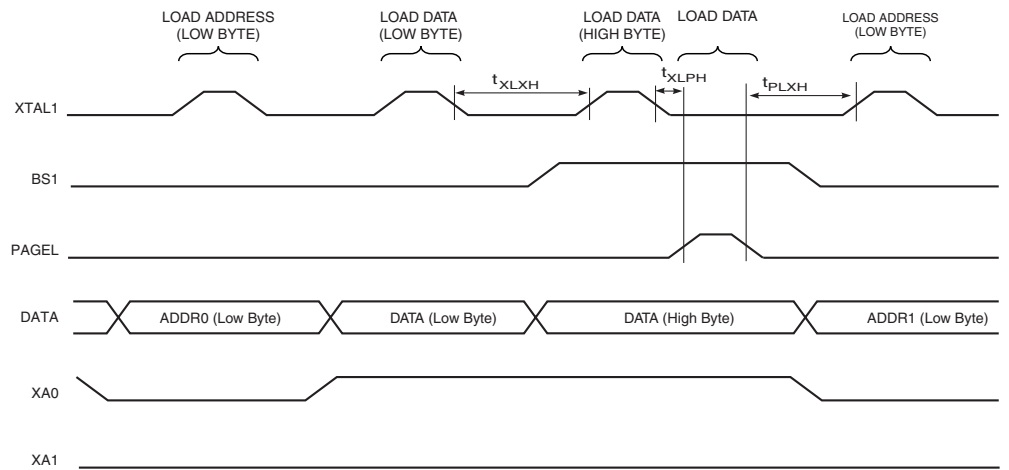 LOAD ADDRESS
(LOW BYTE)
LOAD DATA
(LOW BYTE)
LOAD DATA
(HIGH BYTE)
LOAD DATA
LOAD ADDRESS
(LOW BYTE)
tXLXH
tXLPH
tPLXH
XTAL1
BS1
PAGEL
DATA
ADDR0 (Low Byte)
DATA (Low Byte)
DATA (High Byte)
ADDR1 (Low Byte)
XA0
XA1